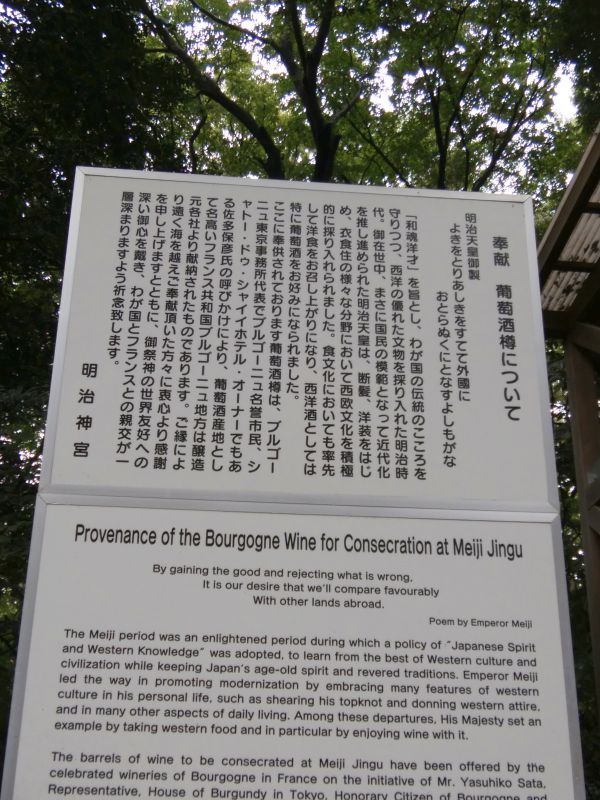 奉献　葡萄酒樽について
明治天皇御製
よきをとりあしきをすてて外國に
おとらぬくにとなすよしもがな
「和魂洋才」を旨とし、わが国の伝統のこころを
守りつつ、西洋の優れた文物を採り入れた明治時
代。御在世中、まさに国民の模範となって近代化
を推し進められた明治天皇は、断髪、洋装をはじ
め、衣食住の様々な分野において西欧文化を積極
的に採り入れられました。食文化においても率先
して洋食をお召し上がりになり、西洋酒としては
特に葡萄酒をお好みになられました。
ここに奉供されております葡萄酒樽は、ブルゴー
ニュ東京事務所代表でブルゴーニュ名誉市民、シ
ャトー・ドゥ・シャイイホテル・オーナーでもあ
る佐多保彦氏の呼びかけにより、葡萄酒産地とし
て名高いフランス共和国ブルゴーニュ地方は醸造
元各社より献納されたものであります。ご縁によ
り遠く海を越えご奉献頂いた方々に衷心より感謝
を申し上げますとともに、御祭神の世界友好への
深い御心を戴き、わが国とフランスとの親交が一
層深まりますよう祈念致します。
明治神宮
Provenance of the Bourgogne Wine for Consecration at Meiji Jingu
By gaining the good and rejecting what is wrong,
It is our desire that we'll compare favourably
With other lands abroad.
Poem by Emperor Meiji
The Meiji period was an enlightened period during which a policy of "Japanese Spirit
and Western Knowledge" was adopted, to learn from the best of Western culture and
civilization while keeping Japan's age-old spirit and revered traditions. Emperor Meiji
led the way in promoting modernization by embracing many features of western
culture in his personal life, such as shearing his topknot and donning western attire,
and in many other aspects of daily living. Among these departures, His Majesty set an
example by taking western food and in particular by enjoying wine with it.
The barrels of wine to be consecrated at Meiji Jingu have been offered by the
celebrated wineries of Bourgogne in France on the initiative of Mr. Yasuhiko Sata,
Representative, House of Burgundy in Tokyo, Honorary Citizen of Bourgogne and